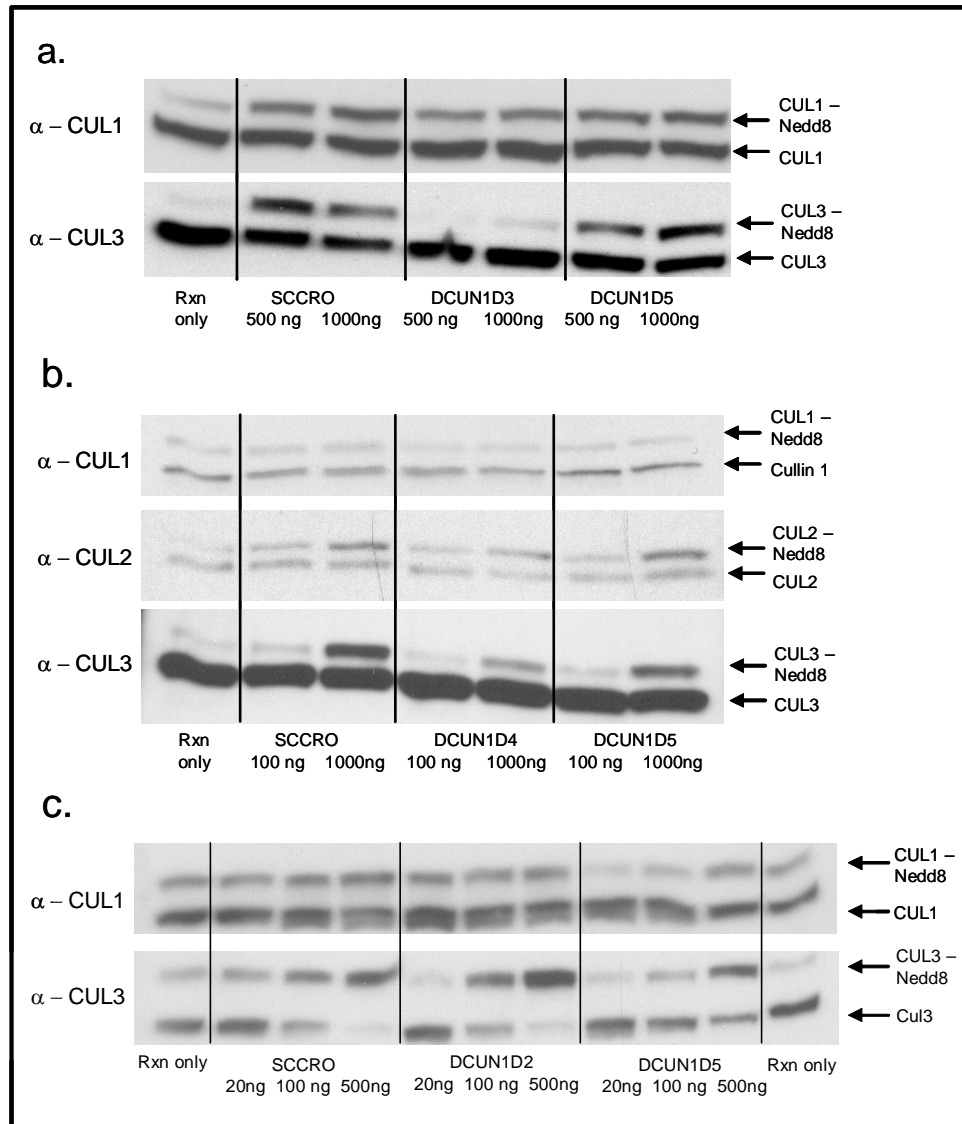 a.
α – CUL1
CUL1 –
Nedd8
CUL1
α – CUL3
CUL3 –
Nedd8
CUL3
Rxn
only
SCCRO
500 ng 1000ng
DCUN1D3
500 ng 1000ng
DCUN1D5
500 ng 1000ng
b.
α – CUL1
CUL1 –
Nedd8
Cullin 1
α – CUL2
CUL2 –
Nedd8
CUL2
α – CUL3
CUL3 –
Nedd8
CUL3
Rxn
only
SCCRO
100 ng 1000ng
DCUN1D4
100 ng 1000ng
DCUN1D5
100 ng 1000ng
c.
α – CUL1
CUL1 –
Nedd8
CUL1
α – CUL3
CUL3 –
Nedd8
Cul3
Rxn only
SCCRO
20ng 100 ng 500ng
DCUN1D2
20ng 100 ng 500ng
DCUN1D5
20ng 100 ng 500ng
Rxn only